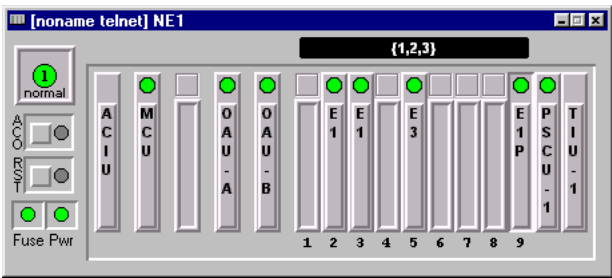 [noname telnet] NE1
{1,2,3}
1
normal
ACO
RST
Fuse Pwr
ACIU
MCU
OAU-A
OAU-B
E1
E1
E3
E1P
PSCU-1
TIU-1
1 2 3 4 5 6 7 8 9